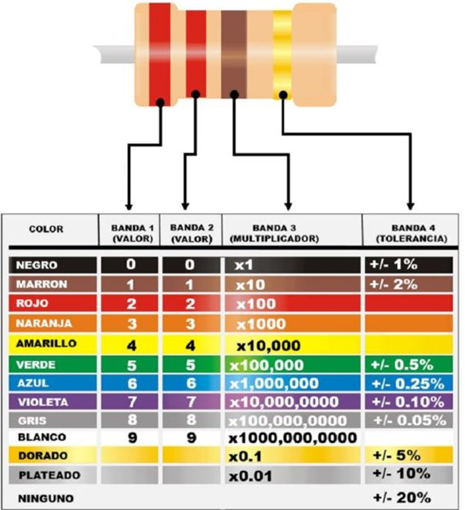 COLOR BANDA 1 (VALOR) BANDA 2 (VALOR) BANDA 3 (MULTIPLICADOR) BANDA 4 (TOLERANCIA)
NEGRO 0 0 x1 +/- 1%
MARRON 1 1 x10 +/- 2%
ROJO 2 2 x100
NARANJA 3 3 x1000
AMARILLO 4 4 x10,000
VERDE 5 5 x100,000 +/- 0.5%
AZUL 6 6 x1,000,000 +/- 0.25%
VIOLETA 7 7 x10,000,0000 +/- 0.10%
GRIS 8 8 x100,000,0000 +/- 0.05%
BLANCO 9 9 x1000,000,0000
DORADO x0.1 +/- 5%
PLATEADO x0.01 +/- 10%
NINGUNO +/- 20%